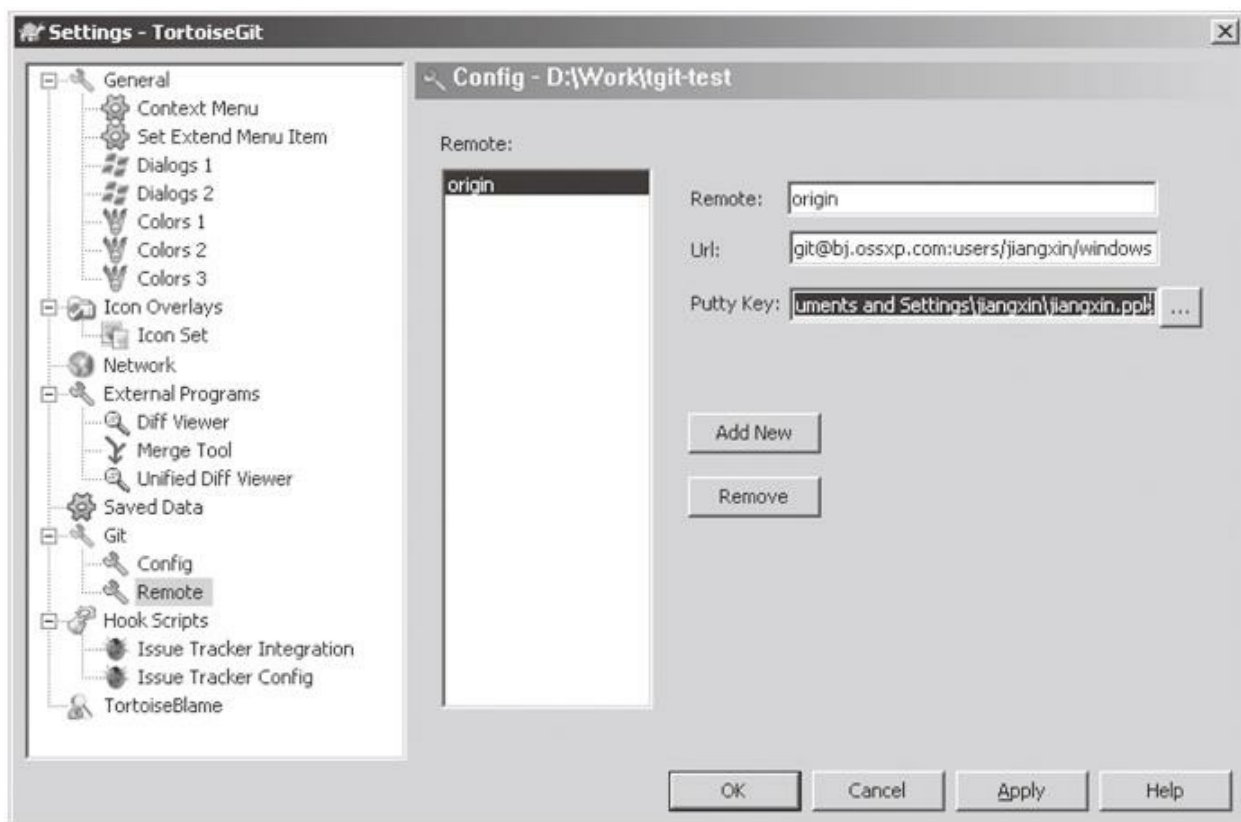 Settings - TortoiseGit
General
Context Menu
Set Extend Menu Item
Dialogs 1
Dialogs 2
Colors 1
Colors 2
Colors 3
Icon Overlays
Icon Set
Network
External Programs
Diff Viewer
Merge Tool
Unified Diff Viewer
Saved Data
Git
Config
Remote
Hook Scripts
Issue Tracker Integration
Issue Tracker Config
TortoiseBlame
Config - D:\Work\tgit-test
Remote:
origin
Remote: origin
Url: git@bj.ossxp.com:users/jiangxin/windows
Putty Key: uments and Settings\jiangxin\jiangxin.ppk ...
Add New
Remove
OK Cancel Apply Help